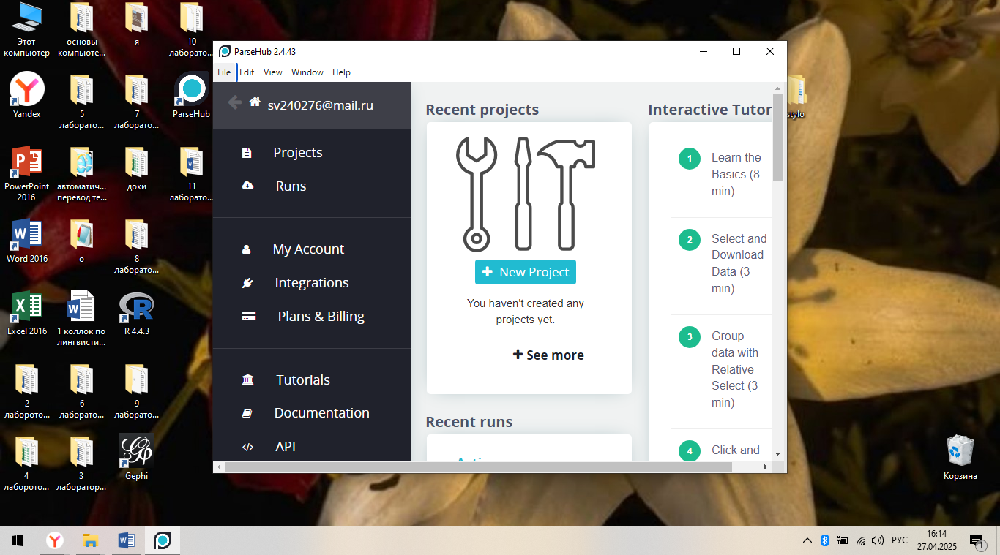 Этот
компьютер
основы
компьюте...
я
10
лаборато...
Yandex
5
лаборато...
7
лаборато...
ParseHub
PowerPoint
2016
автоматич...
перевод те...
доки
11
лаборато...
Word 2016
о
8
лаборато...
Excel 2016
1 коллок по
лингвисти...
R 4.4.3
2
лаборото...
6
лаборато...
9
лаборато...
4
лаборото...
3
лаборатор...
Gephi
ParseHub 2.4.43
File Edit View Window Help
sv240276@mail.ru
Projects
Runs
My Account
Integrations
Plans & Billing
Tutorials
Documentation
API
Recent projects
New Project
You haven't created any
projects yet.
See more
Recent runs
Interactive Tutor
1
Learn the
Basics (8
min)
2
Select and
Download
Data (3
min)
3
Group
data with
Relative
Select (3
min)
4
Click and
stylo
Корзина
РУС
16:14
27.04.2025
1